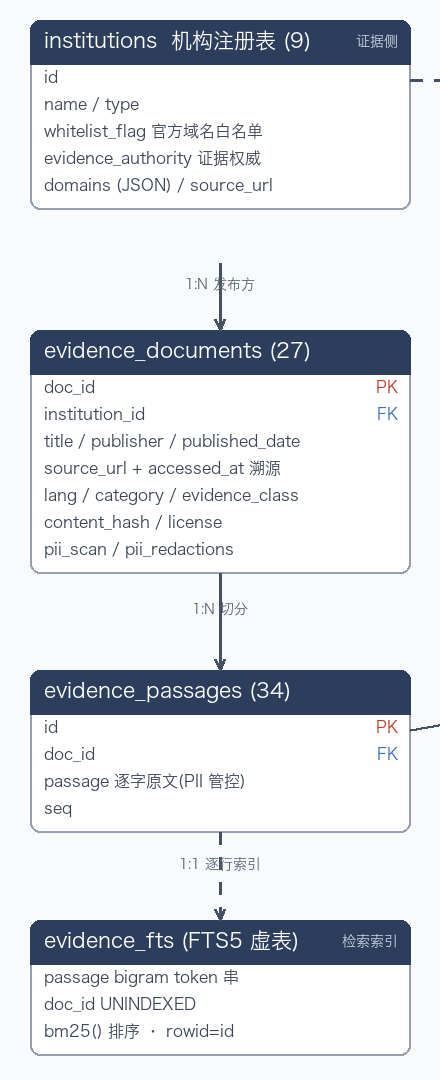 institutions 机构注册表 (9) 证据侧
id
name / type
whitelist_flag 官方域名白名单
evidence_authority 证据权威
domains (JSON) / source_url
1:N 发布方
evidence_documents (27)
doc_id PK
institution_id FK
title / publisher / published_date
source_url + accessed_at 溯源
lang / category / evidence_class
content_hash / license
pii_scan / pii_redactions
1:N 切分
evidence_passages (34)
id PK
doc_id FK
passage 逐字原文(PII 管控)
seq
1:1 逐行索引
evidence_fts (FTS5 虚表) 检索索引
passage bigram token 串
doc_id UNINDEXED
bm25() 排序 · rowid=id